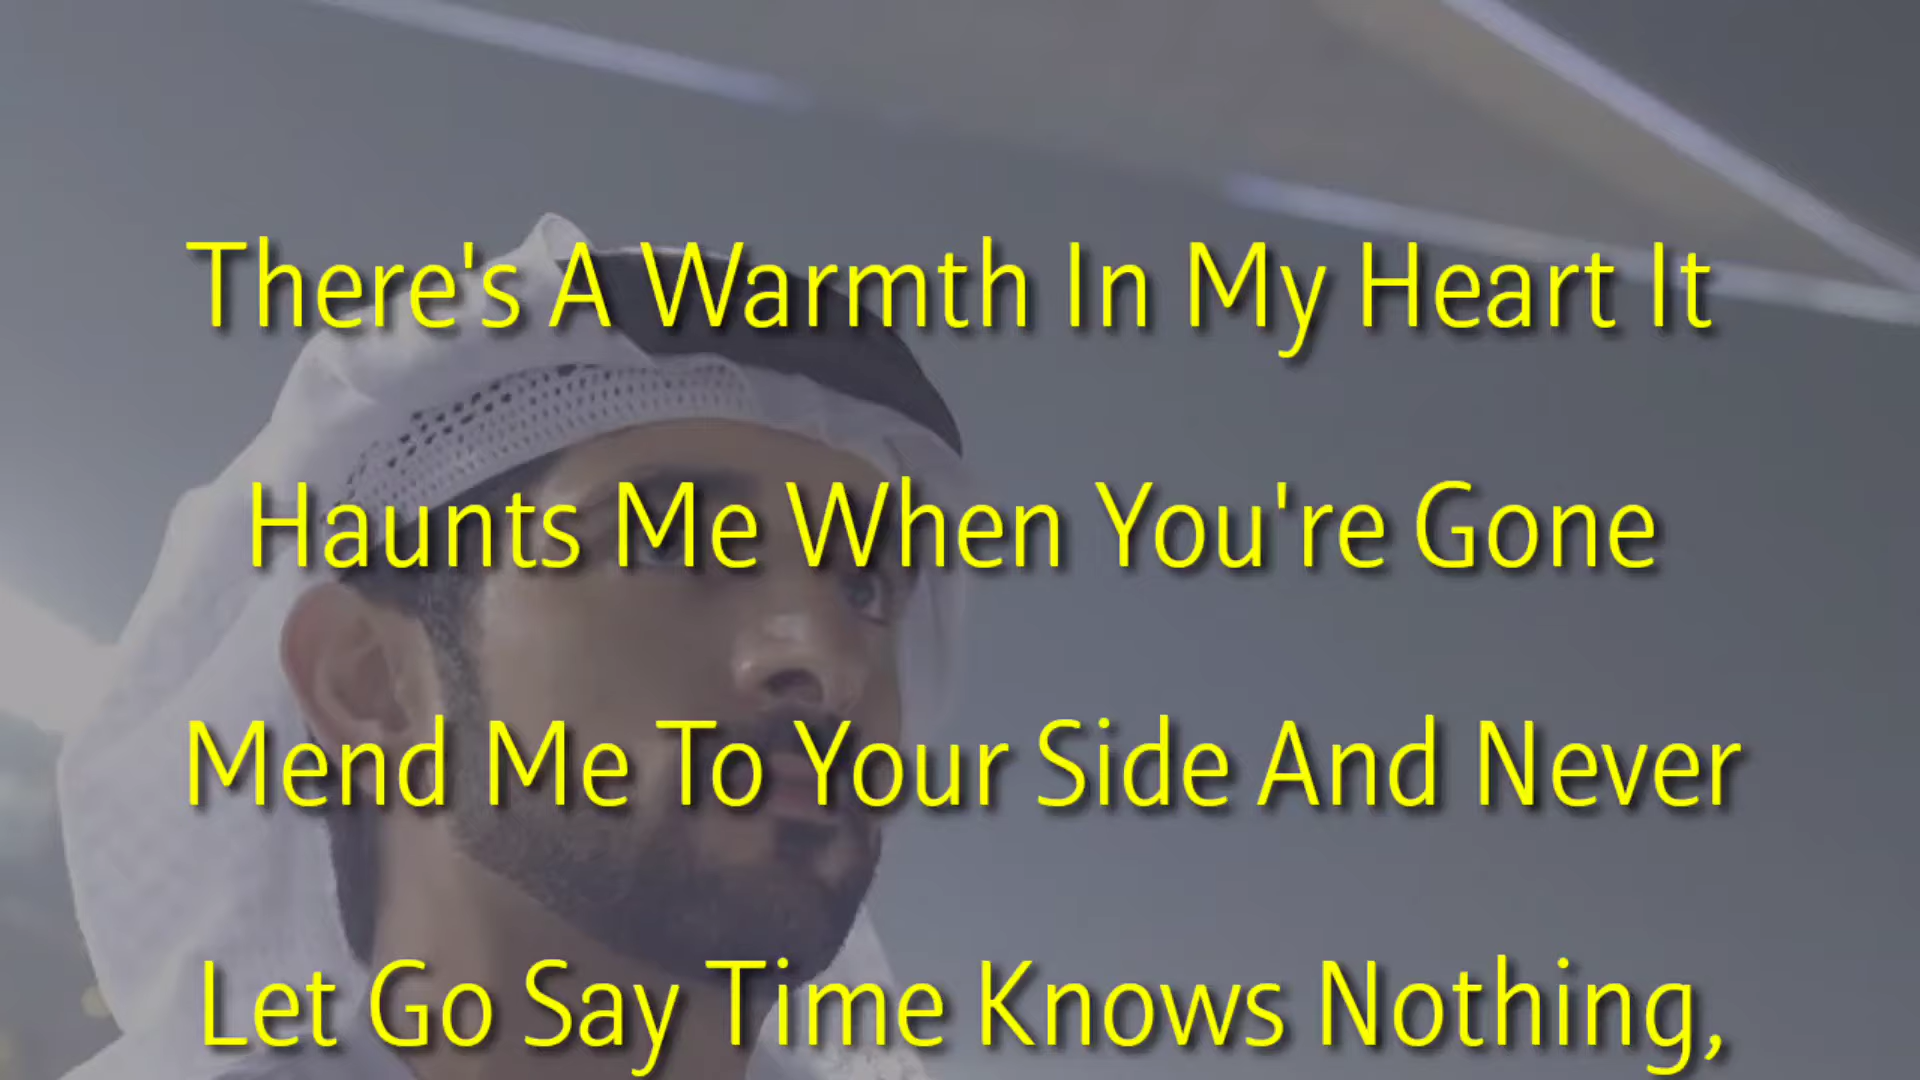 There's A Warmth In My Heart It
Haunts Me When You're Gone
Mend Me To Your Side And Never
Let Go Say Time Knows Nothing,